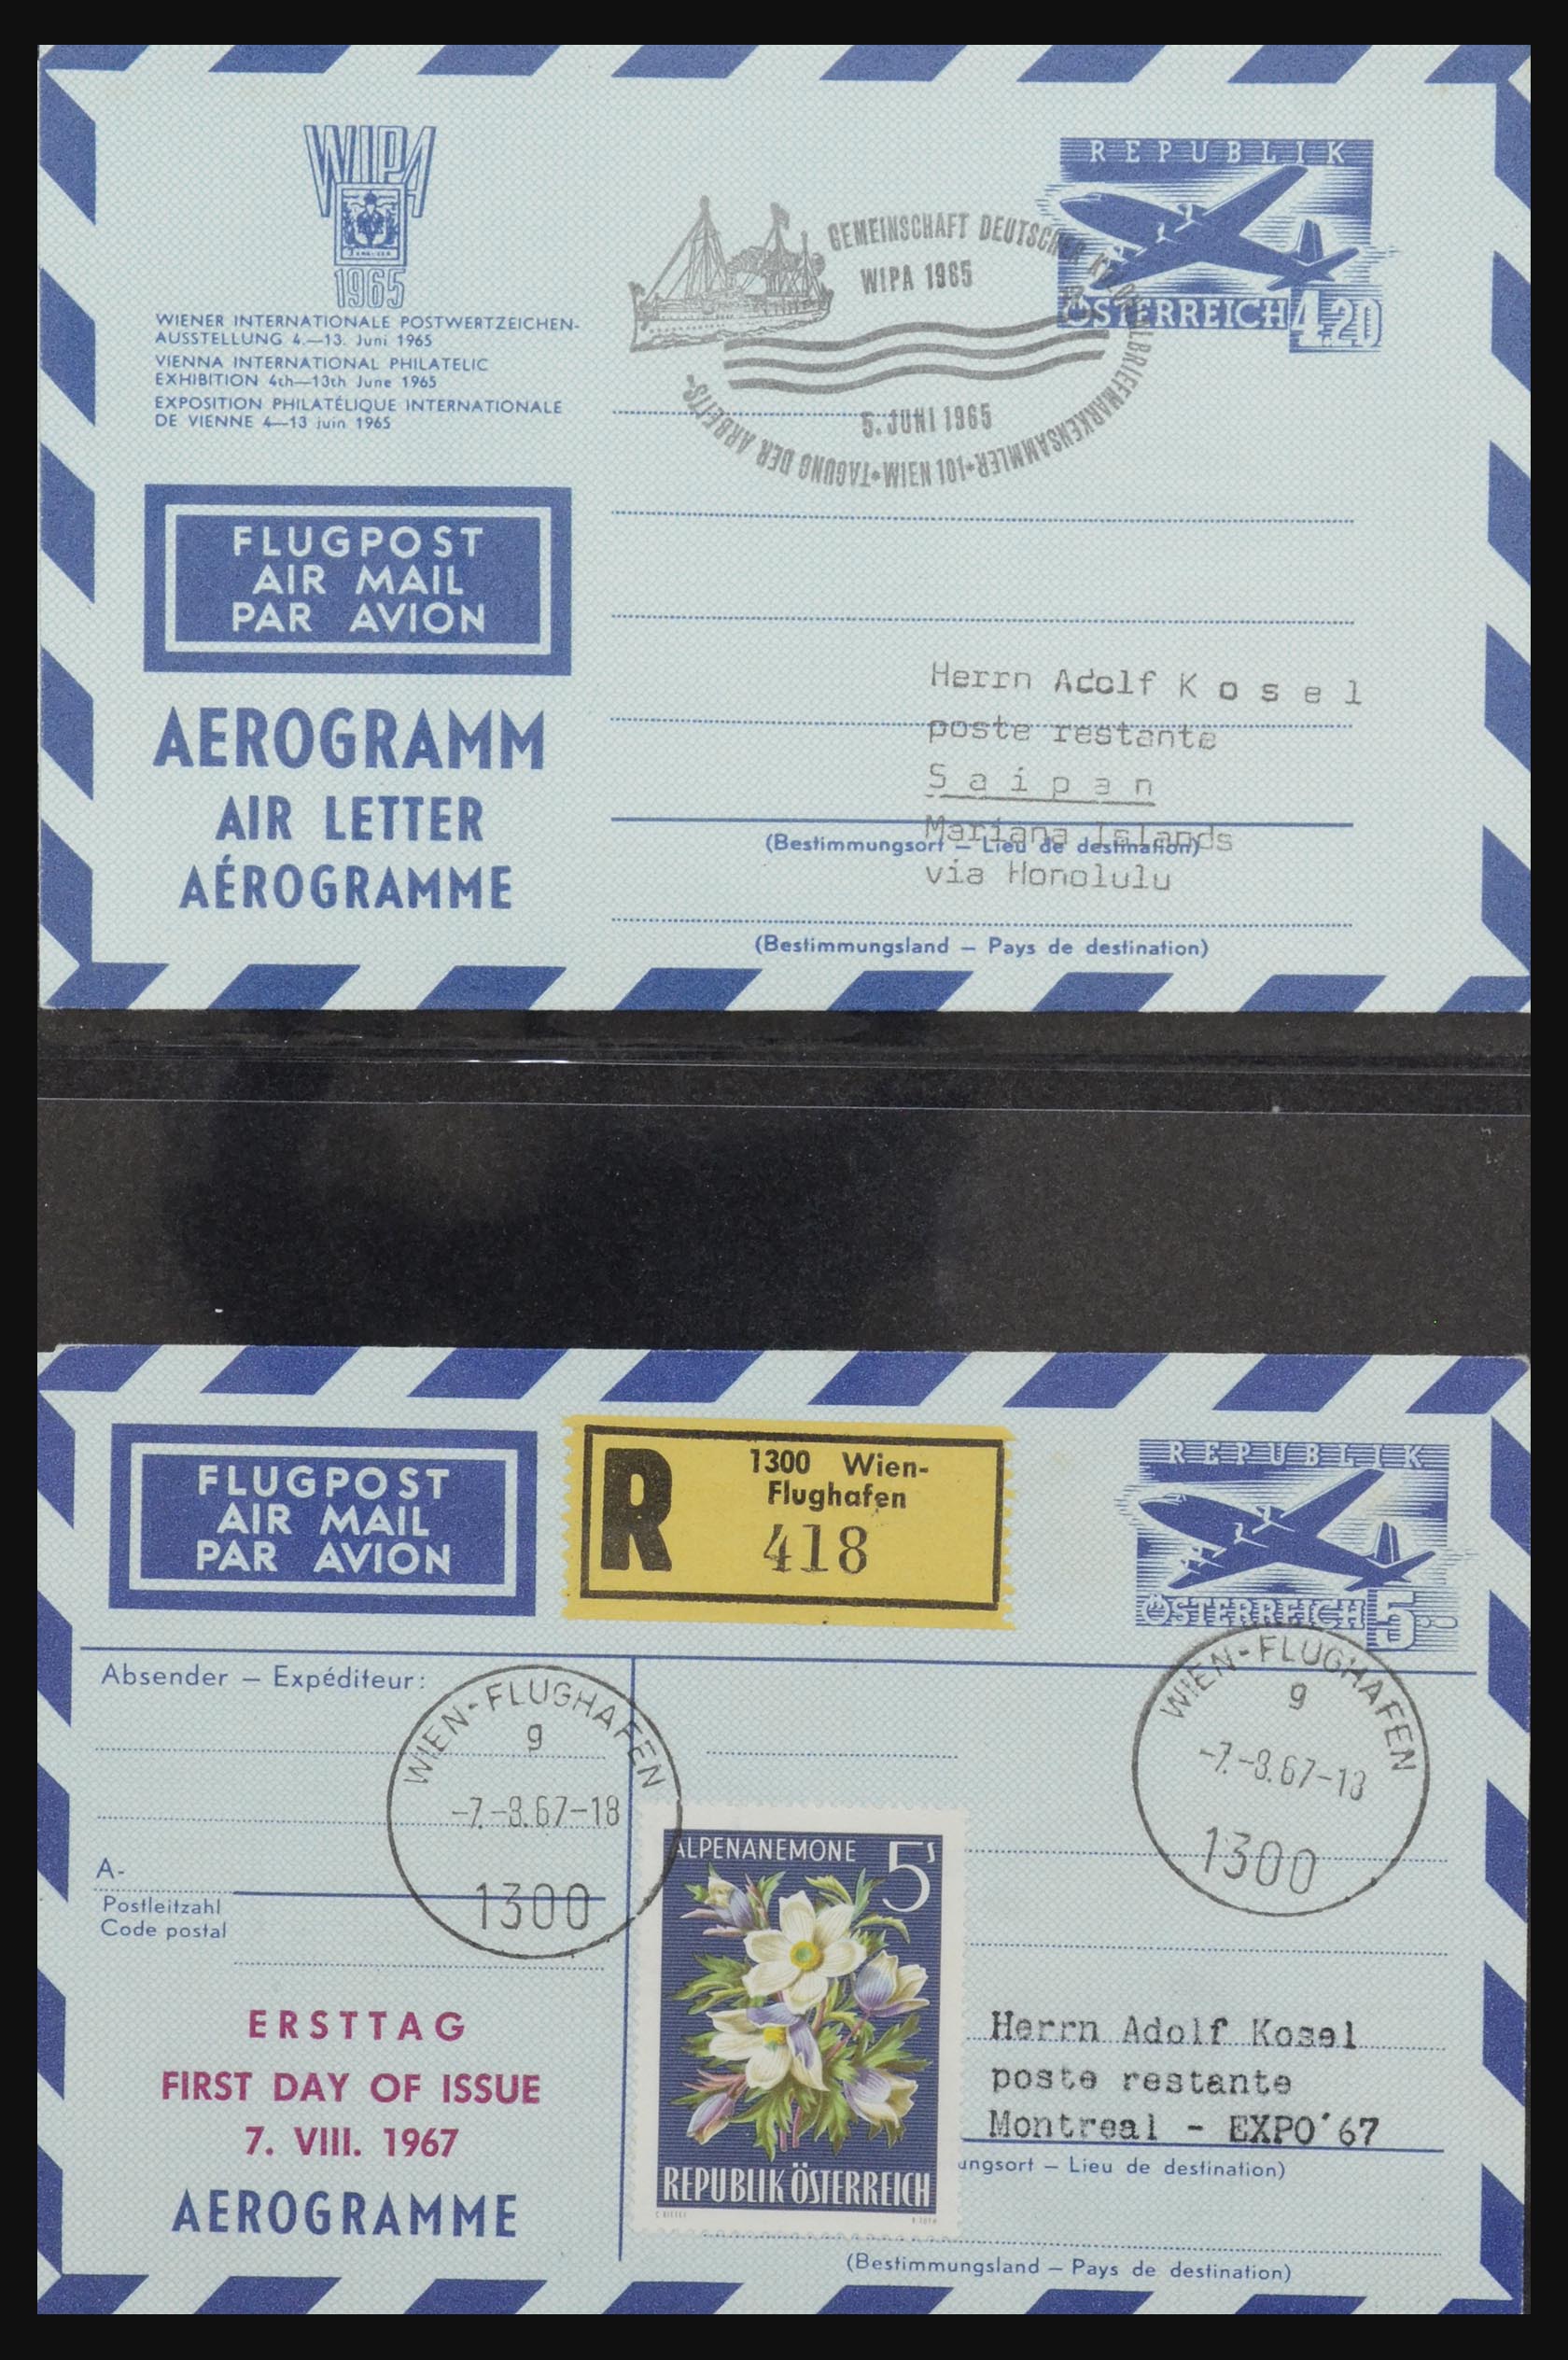 WIPA
1965
WIENER INTERNATIONALE POSTWERTZEICHEN-
AUSSTELLUNG 4.—13. Juni 1965
VIENNA INTERNATIONAL PHILATELIC
EXHIBITION 4th—13th June 1965
EXPOSITION PHILATÉLIQUE INTERNATIONALE
DE VIENNE 4—13 juin 1965
GEMEINSCHAFT DEUTSCHER
BRIEFMARKENSAMMLER • WIEN 101 • TAGUNG DER ARBEITS-
WIPA 1965
5. JUNI 1965
REPUBLIK
ÖSTERREICH 4.20
FLUGPOST
AIR MAIL
PAR AVION
AEROGRAMM
AIR LETTER
AÉROGRAMME
Herrn Adolf Kosel
poste restante
Saipan
Mariana Islands
(Bestimmungsort — Lieu de destination)
via Honolulu
(Bestimmungsland — Pays de destination)
FLUGPOST
AIR MAIL
PAR AVION
R
1300 Wien-
Flughafen
418
REPUBLIK
ÖSTERREICH 5
Absender — Expéditeur:
WIEN-FLUGHAFEN
g
-7.-8.67-18
1300
WIEN-FLUGHAFEN
g
-7.-8.67-18
1300
A-
Postleitzahl
Code postal
ALPENANEMONE 5s
REPUBLIK ÖSTERREICH
ERSTTAG
FIRST DAY OF ISSUE
7. VIII. 1967
AEROGRAMME
Herrn Adolf Kosel
poste restante
Montreal - EXPO'67
ungsort — Lieu de destination)
(Bestimmungsland — Pays de destination)